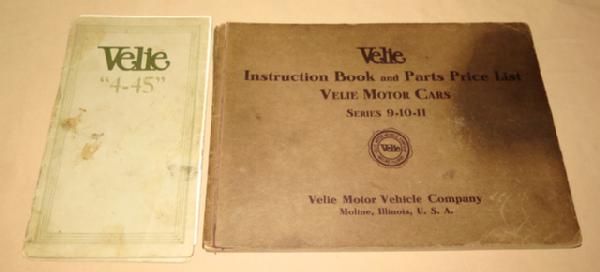 Velie
"4-45"
Velie
Instruction Book and Parts Price List
Velie Motor Cars
Series 9-10-11
Velie
Velie Motor Vehicle Company
Moline, Illinois, U. S. A.